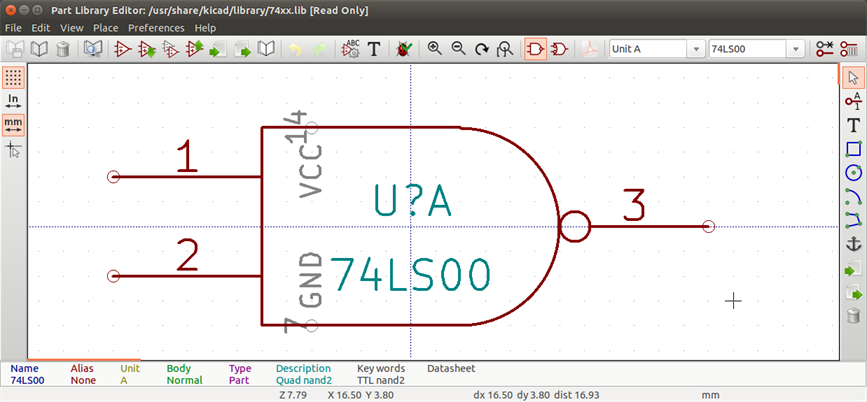 Part Library Editor: /usr/share/kicad/library/74xx.lib [Read Only]
File Edit View Place Preferences Help
ABC T Unit A 74LS00
In
mm
A
1
T
14
VCC
1
U?A
3
2
GND
74LS00
7
Name Alias Unit Body Type Description Key words Datasheet
74LS00 None A Normal Part Quad nand2 TTL nand2
Z 7.79 X 16.50 Y 3.80 dx 16.50 dy 3.80 dist 16.93 mm